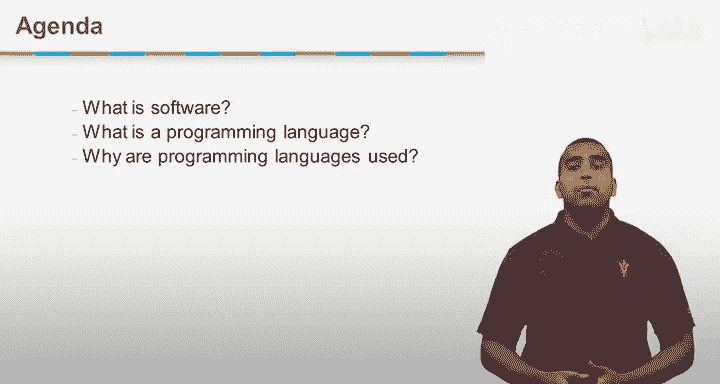 Agenda
- What is software?
- What is a programming language?
- Why are programming languages used?